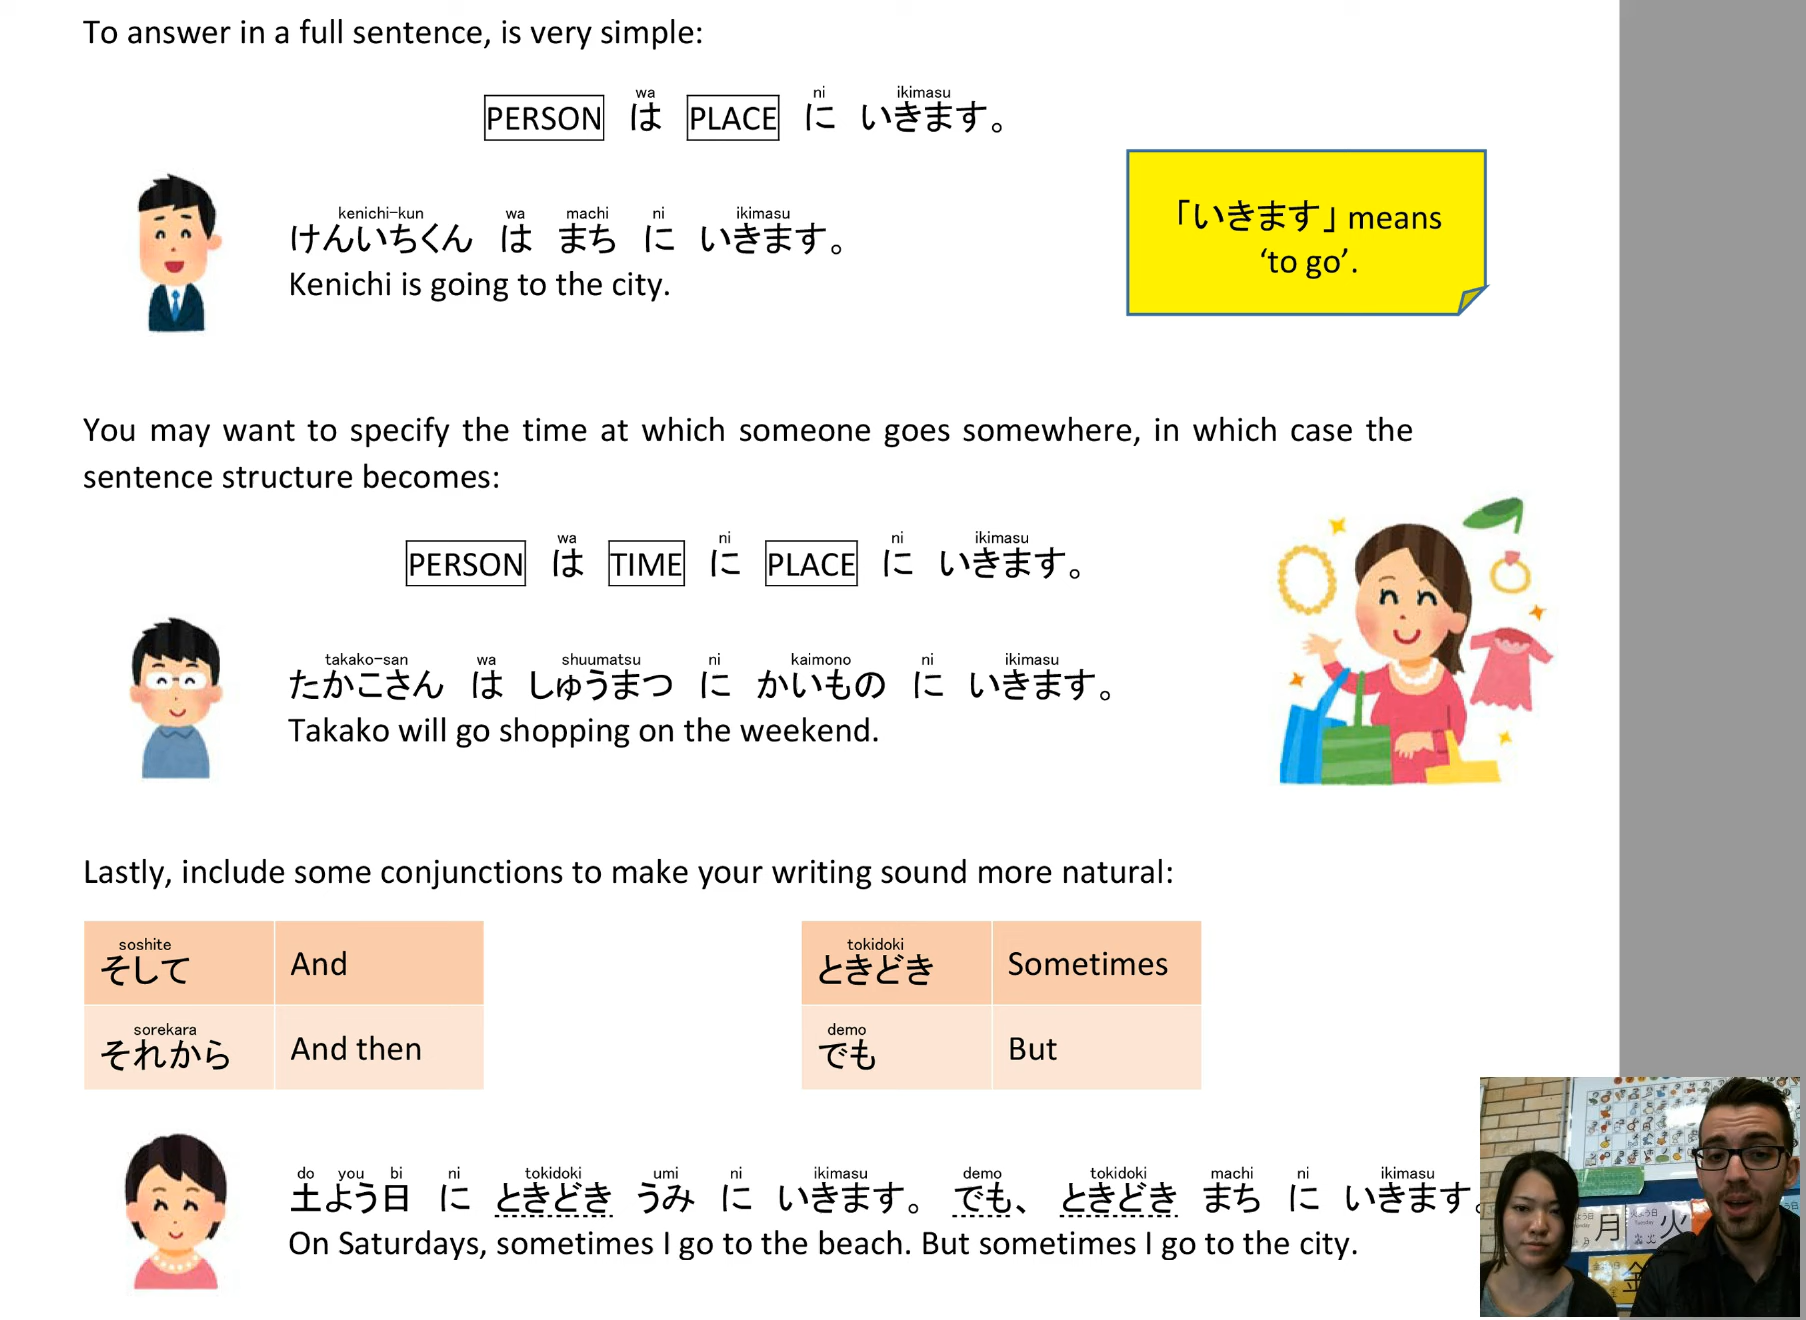 To answer in a full sentence, is very simple:
wa ni ikimasu
PERSON は PLACE に いきます。
kenichi-kun wa machi ni ikimasu
けんいちくん は まち に いきます。
Kenichi is going to the city.
「いきます」means
‘to go’.
You may want to specify the time at which someone goes somewhere, in which case the
sentence structure becomes:
wa ni ni ikimasu
PERSON は TIME に PLACE に いきます。
takako-san wa shuumatsu ni kaimono ni ikimasu
たかこさん は しゅうまつ に かいもの に いきます。
Takako will go shopping on the weekend.
Lastly, include some conjunctions to make your writing sound more natural:
soshite
そして And
sorekara
それから And then
tokidoki
ときどき Sometimes
demo
でも But
do you bi ni tokidoki umi ni ikimasu demo tokidoki machi ni ikimasu
土よう日 に ときどき うみ に いきます。 でも、 ときどき まち に いきます。
On Saturdays, sometimes I go to the beach. But sometimes I go to the city.
月 火
金